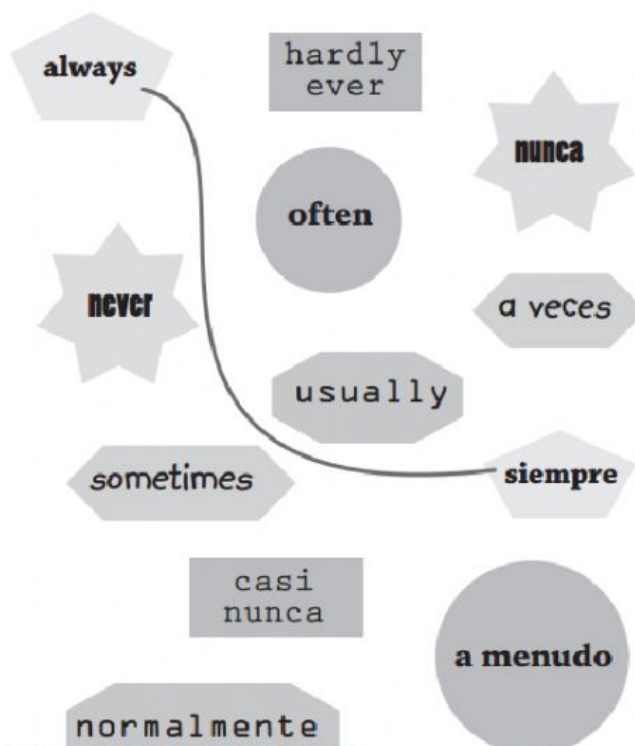 always
hardly
ever
nunca
often
never
a veces
usually
siempre
sometimes
casi
nunca
a menudo
normalmente